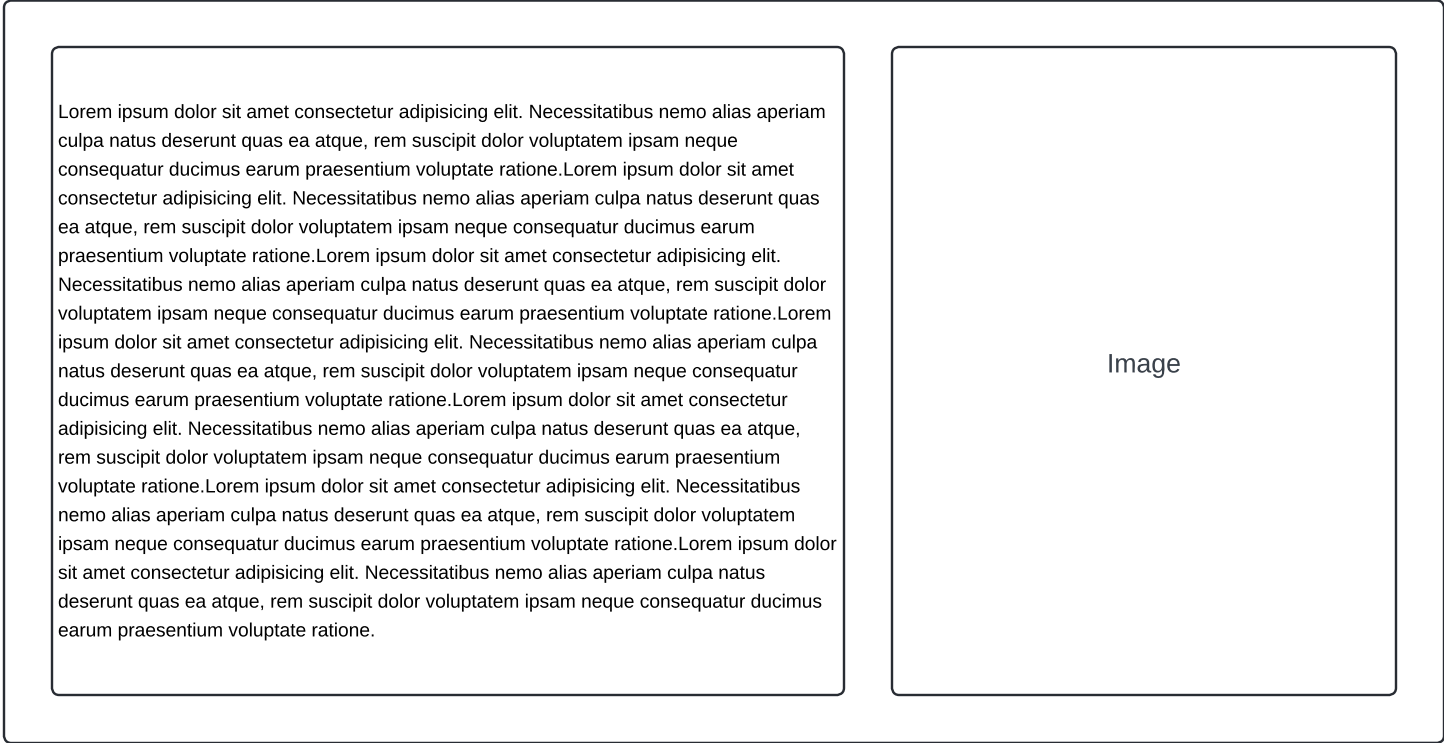 Lorem ipsum dolor sit amet consectetur adipisicing elit. Necessitatibus nemo alias aperiam
culpa natus deserunt quas ea atque, rem suscipit dolor voluptatem ipsam neque
consequatur ducimus earum praesentium voluptate ratione.Lorem ipsum dolor sit amet
consectetur adipisicing elit. Necessitatibus nemo alias aperiam culpa natus deserunt quas
ea atque, rem suscipit dolor voluptatem ipsam neque consequatur ducimus earum
praesentium voluptate ratione.Lorem ipsum dolor sit amet consectetur adipisicing elit.
Necessitatibus nemo alias aperiam culpa natus deserunt quas ea atque, rem suscipit dolor
voluptatem ipsam neque consequatur ducimus earum praesentium voluptate ratione.Lorem
ipsum dolor sit amet consectetur adipisicing elit. Necessitatibus nemo alias aperiam culpa
natus deserunt quas ea atque, rem suscipit dolor voluptatem ipsam neque consequatur
ducimus earum praesentium voluptate ratione.Lorem ipsum dolor sit amet consectetur
adipisicing elit. Necessitatibus nemo alias aperiam culpa natus deserunt quas ea atque,
rem suscipit dolor voluptatem ipsam neque consequatur ducimus earum praesentium
voluptate ratione.Lorem ipsum dolor sit amet consectetur adipisicing elit. Necessitatibus
nemo alias aperiam culpa natus deserunt quas ea atque, rem suscipit dolor voluptatem
ipsam neque consequatur ducimus earum praesentium voluptate ratione.Lorem ipsum dolor
sit amet consectetur adipisicing elit. Necessitatibus nemo alias aperiam culpa natus
deserunt quas ea atque, rem suscipit dolor voluptatem ipsam neque consequatur ducimus
earum praesentium voluptate ratione.
Image